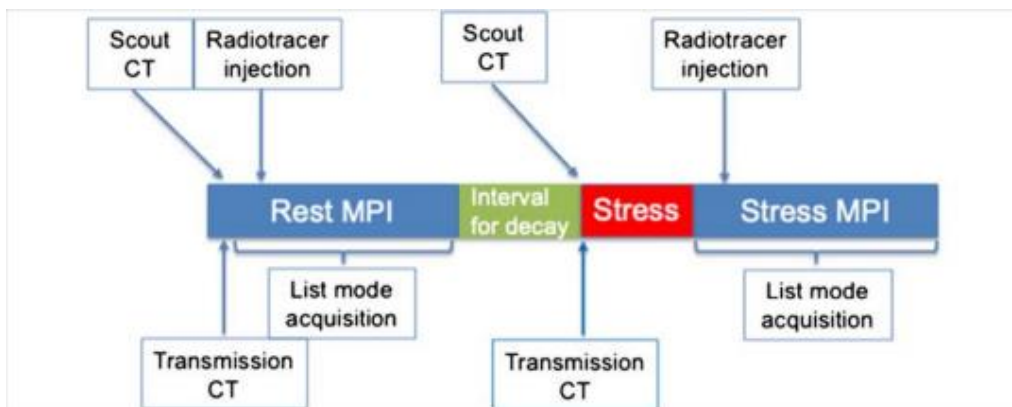 Scout
CT
Radiotracer
injection
Scout
CT
Radiotracer
injection
Rest MPI
Interval
for decay
Stress
Stress MPI
List mode
acquisition
List mode
acquisition
Transmission
CT
Transmission
CT